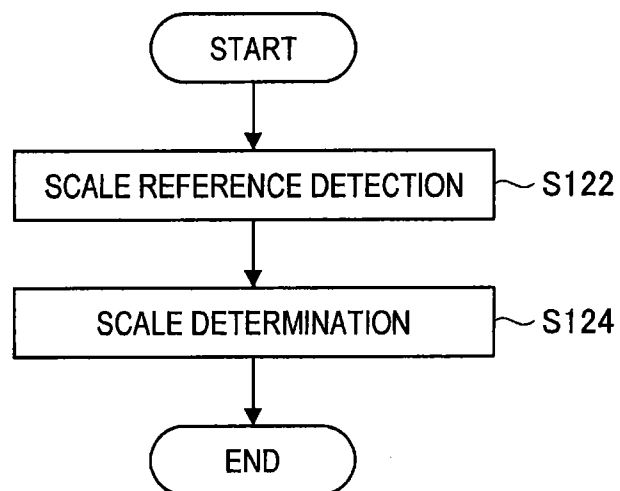 START
SCALE REFERENCE DETECTION S122
SCALE DETERMINATION S124
END